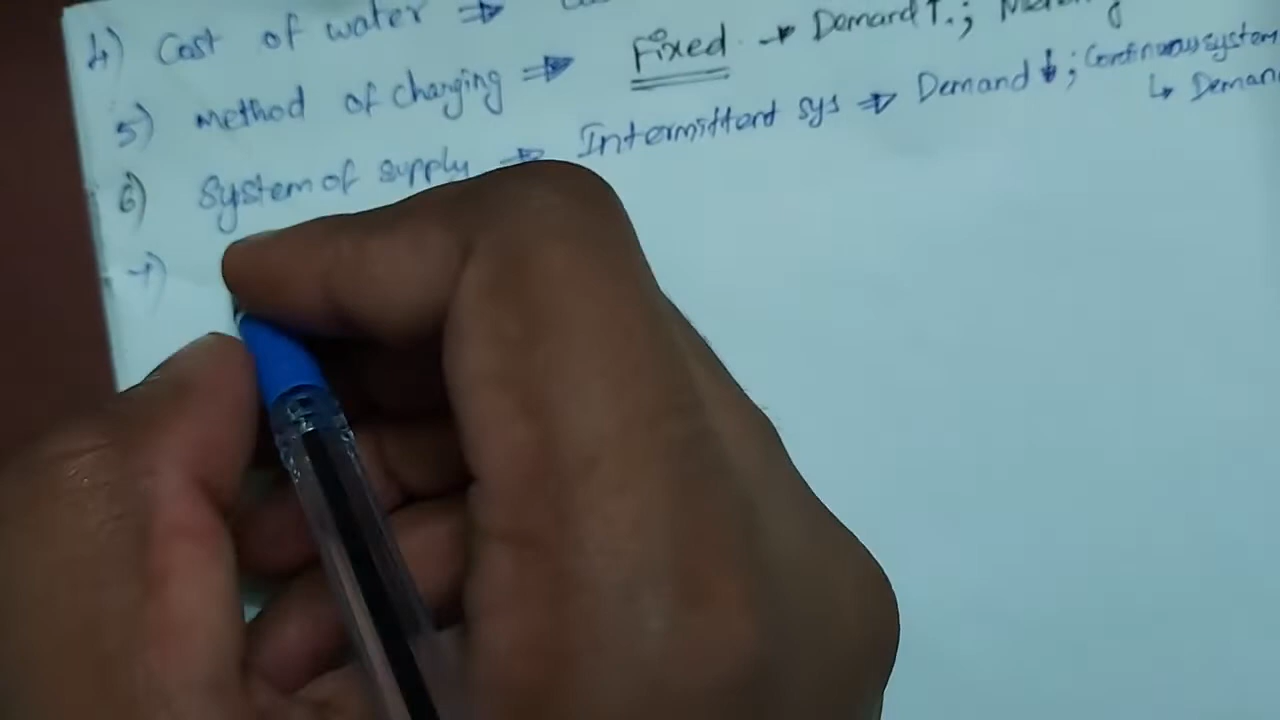 4) Cost of water ⇒
5) method of changing ⇒ Fixed → Demand ↑ ;
6) System of supply ⇒ Intermittent sys ⇒ Demand ↓ ; Continuous system
↳ Deman
7)